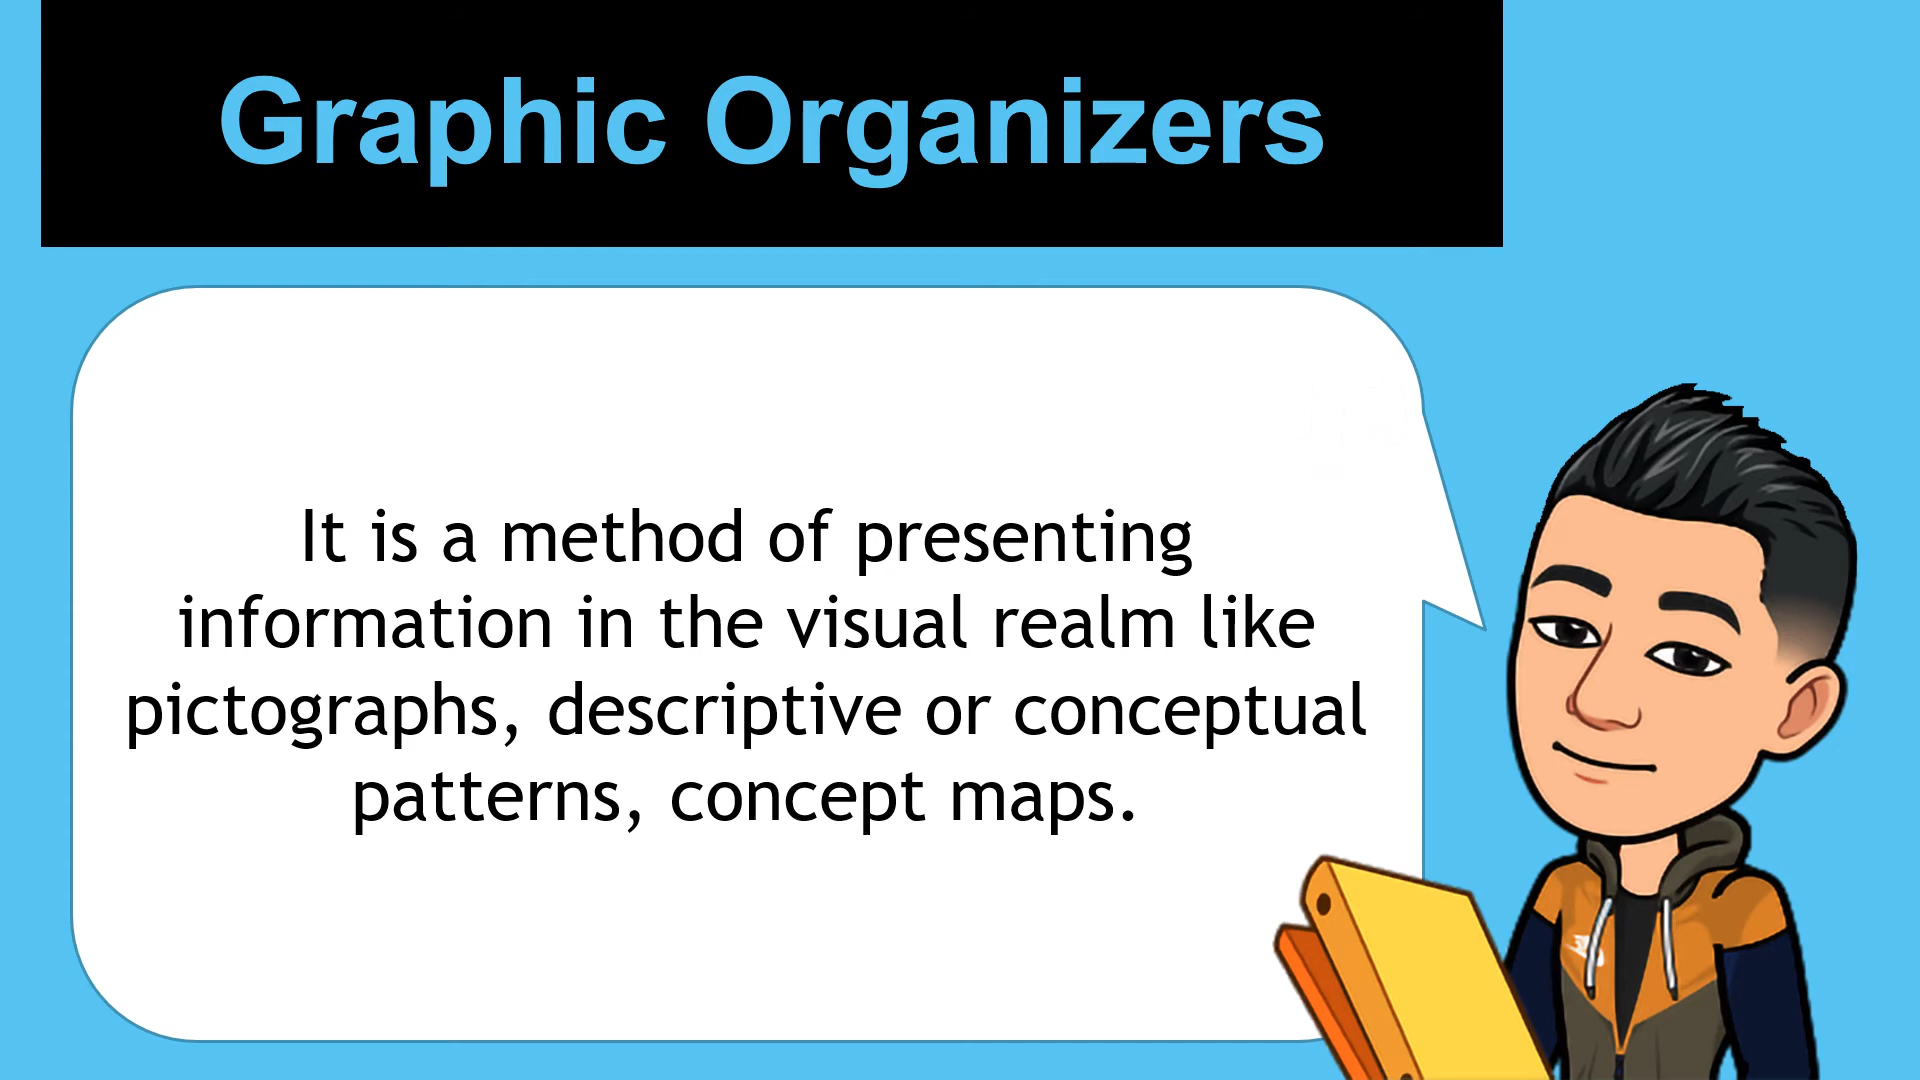 Graphic Organizers
It is a method of presenting
information in the visual realm like
pictographs, descriptive or conceptual
patterns, concept maps.